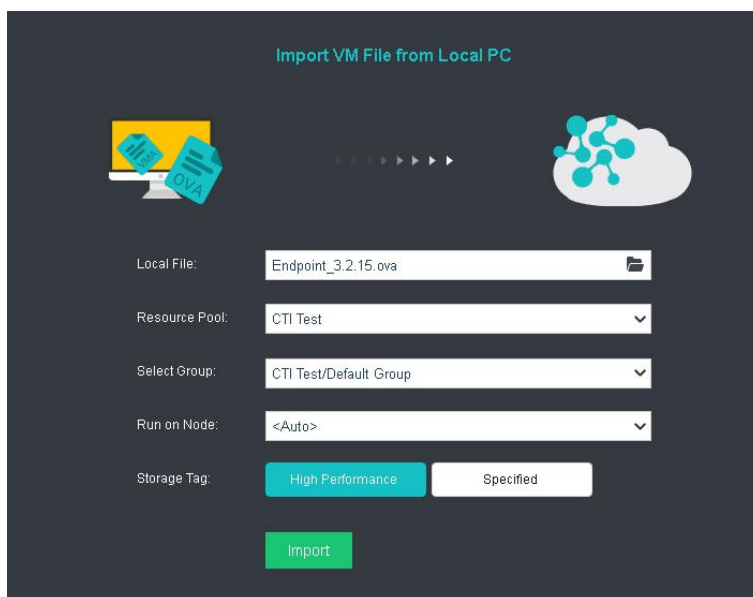 Import VM File from Local PC
VMA
OVA
Local File: Endpoint_3.2.15.ova
Resource Pool: CTI Test
Select Group: CTI Test/Default Group
Run on Node: <Auto>
Storage Tag: High Performance Specified
Import